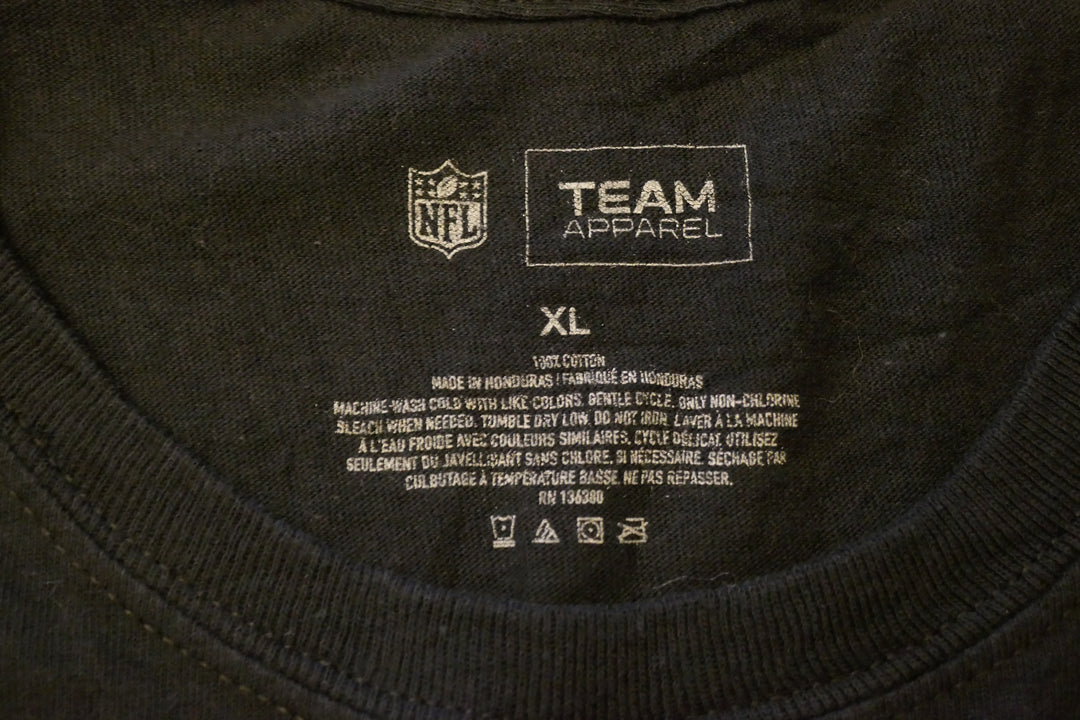 NFL
TEAM
APPAREL
XL
100% COTTON
MADE IN HONDURAS | FABRIQUÉ EN HONDURAS
MACHINE-WASH COLD WITH LIKE COLORS. GENTLE CYCLE. ONLY NON-CHLORINE
BLEACH WHEN NEEDED. TUMBLE DRY LOW. DO NOT IRON. LAVER À LA MACHINE
À L'EAU FROIDE AVEC COULEURS SIMILAIRES, CYCLE DÉLICAT. UTILISEZ
SEULEMENT DU JAVELLISANT SANS CHLORE, SI NÉCESSAIRE. SÉCHAGE PAR
CULBUTAGE À TEMPÉRATURE BASSE. NE PAS REPASSER.
RN 136380